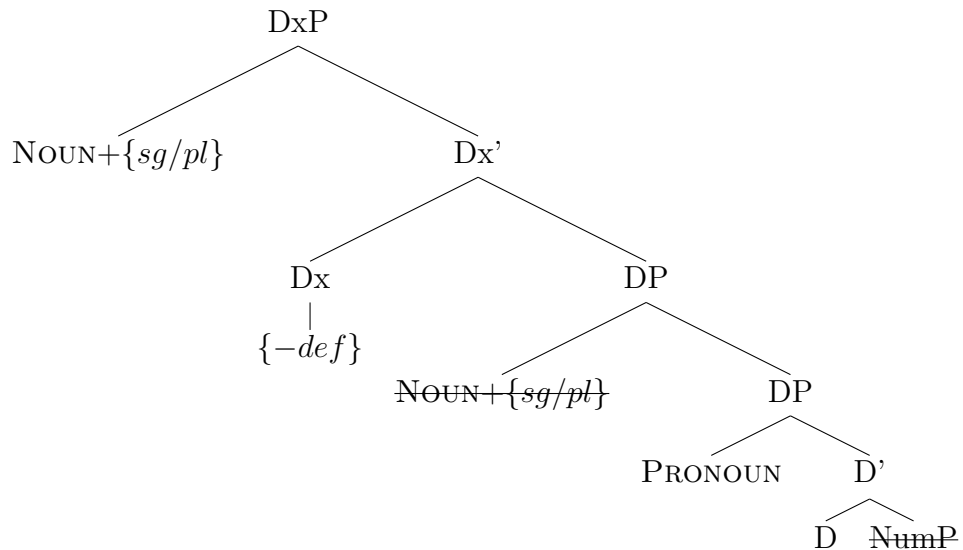 DxP
NOUN+{sg/pl} Dx'
Dx DP
{−def}
NOUN+{sg/pl} DP
PRONOUN D'
D NumP